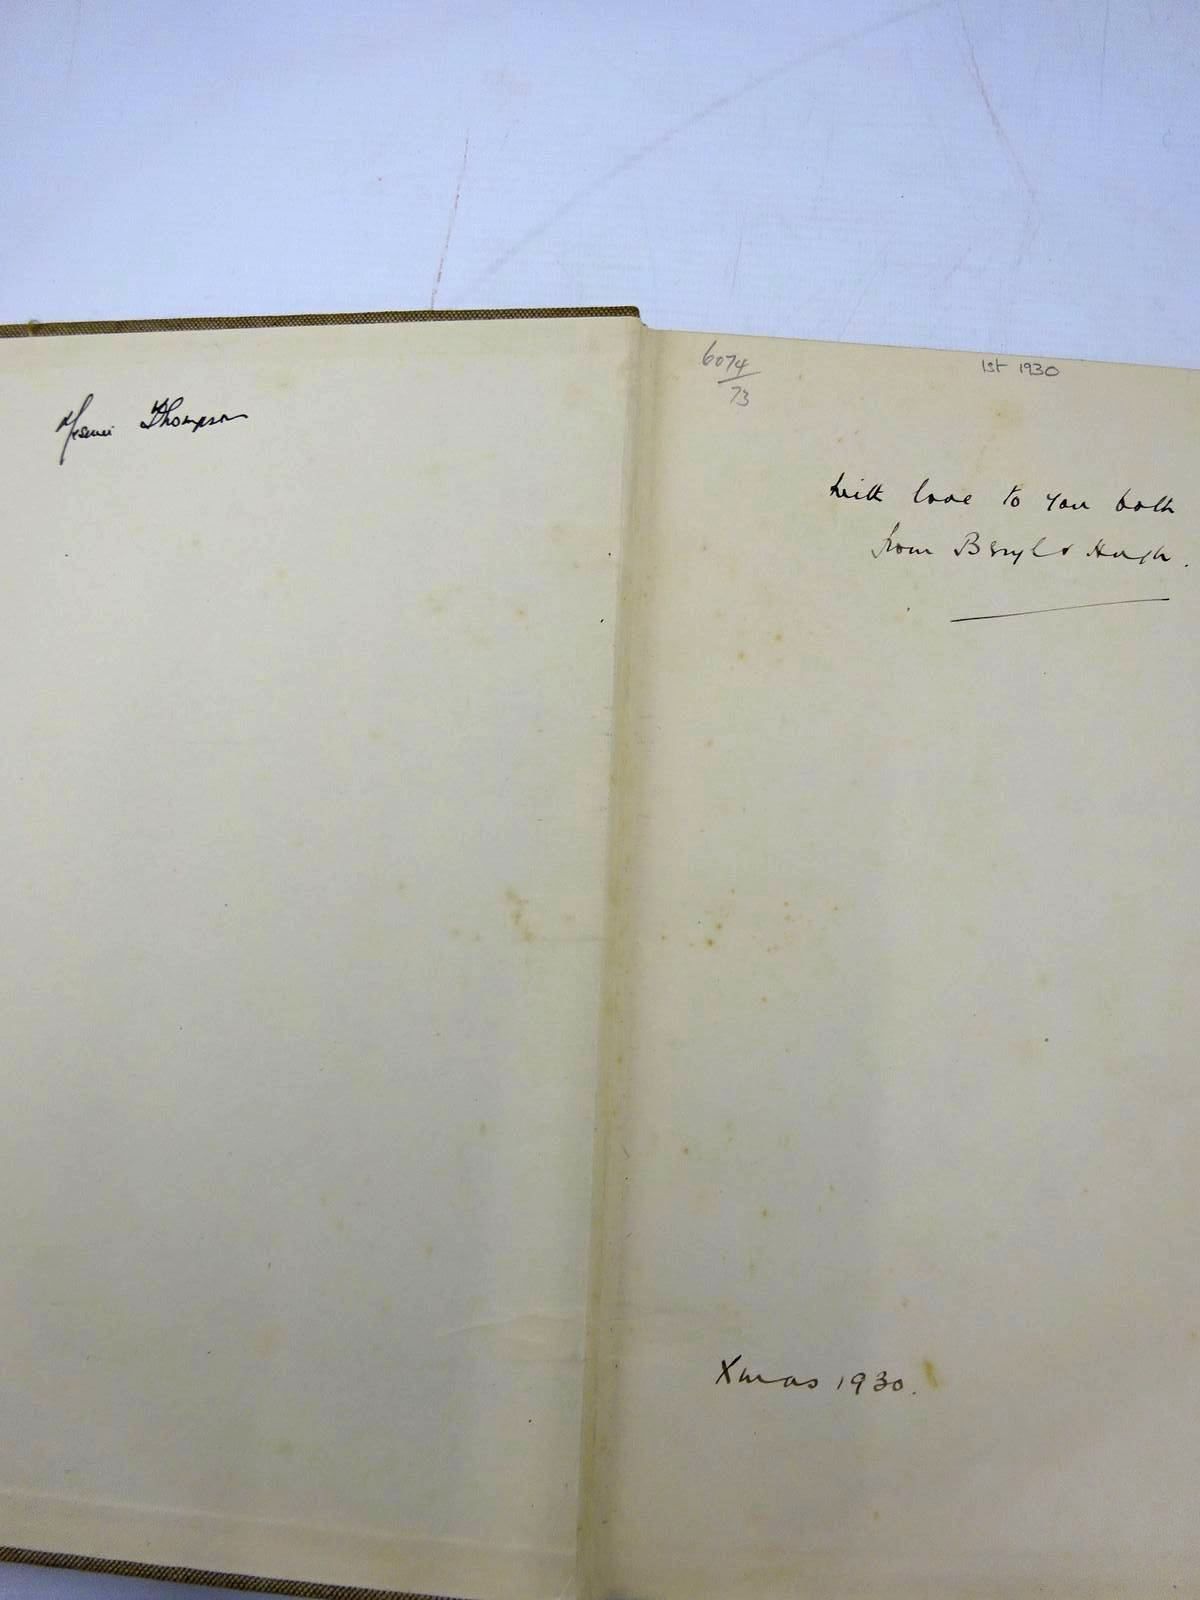 Thompson
6074
73
1st 1930
With love to you both
from Beryl & Hugh.
Xmas 1930.